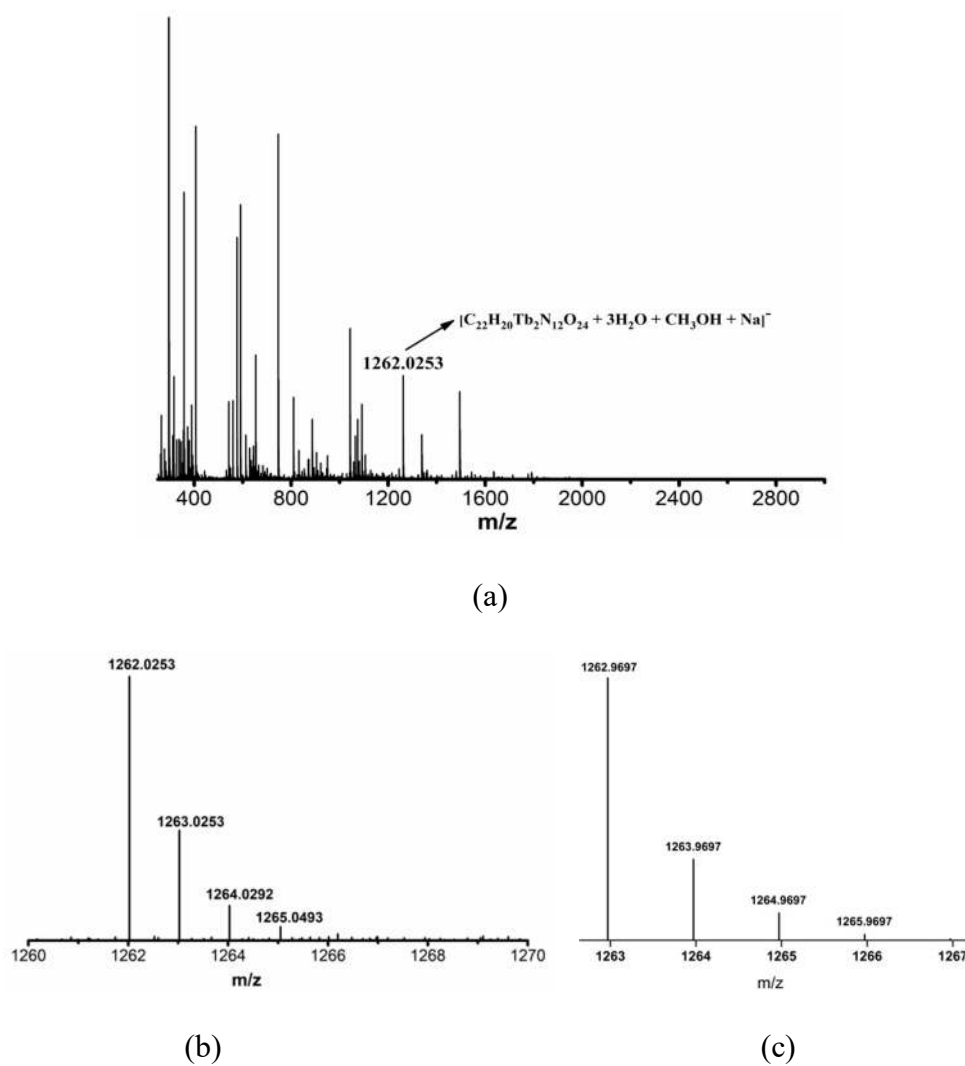 [C₂₂H₂₀Tb₂N₁₂O₂₄ + 3H₂O + CH₃OH + Na]⁻
1262.0253
400 800 1200 1600 2000 2400 2800
m/z
(a)
1262.0253
1263.0253
1264.0292
1265.0493
1260 1262 1264 1266 1268 1270
m/z
(b)
1262.9697
1263.9697
1264.9697
1265.9697
1263 1264 1265 1266 1267
m/z
(c)